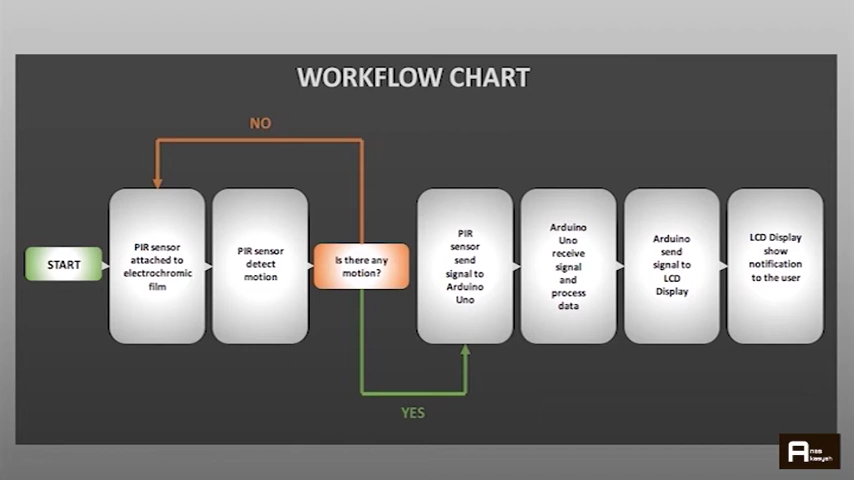 WORKFLOW CHART
NO
START
PIR sensor
attached to
electrochromic
film
PIR sensor
detect
motion
Is there any
motion?
PIR
sensor
send
signal to
Arduino
Uno
Arduino
Uno
receive
signal
and
process
data
Arduino
send
signal to
LCD
Display
LCD Display
show
notification
to the user
YES